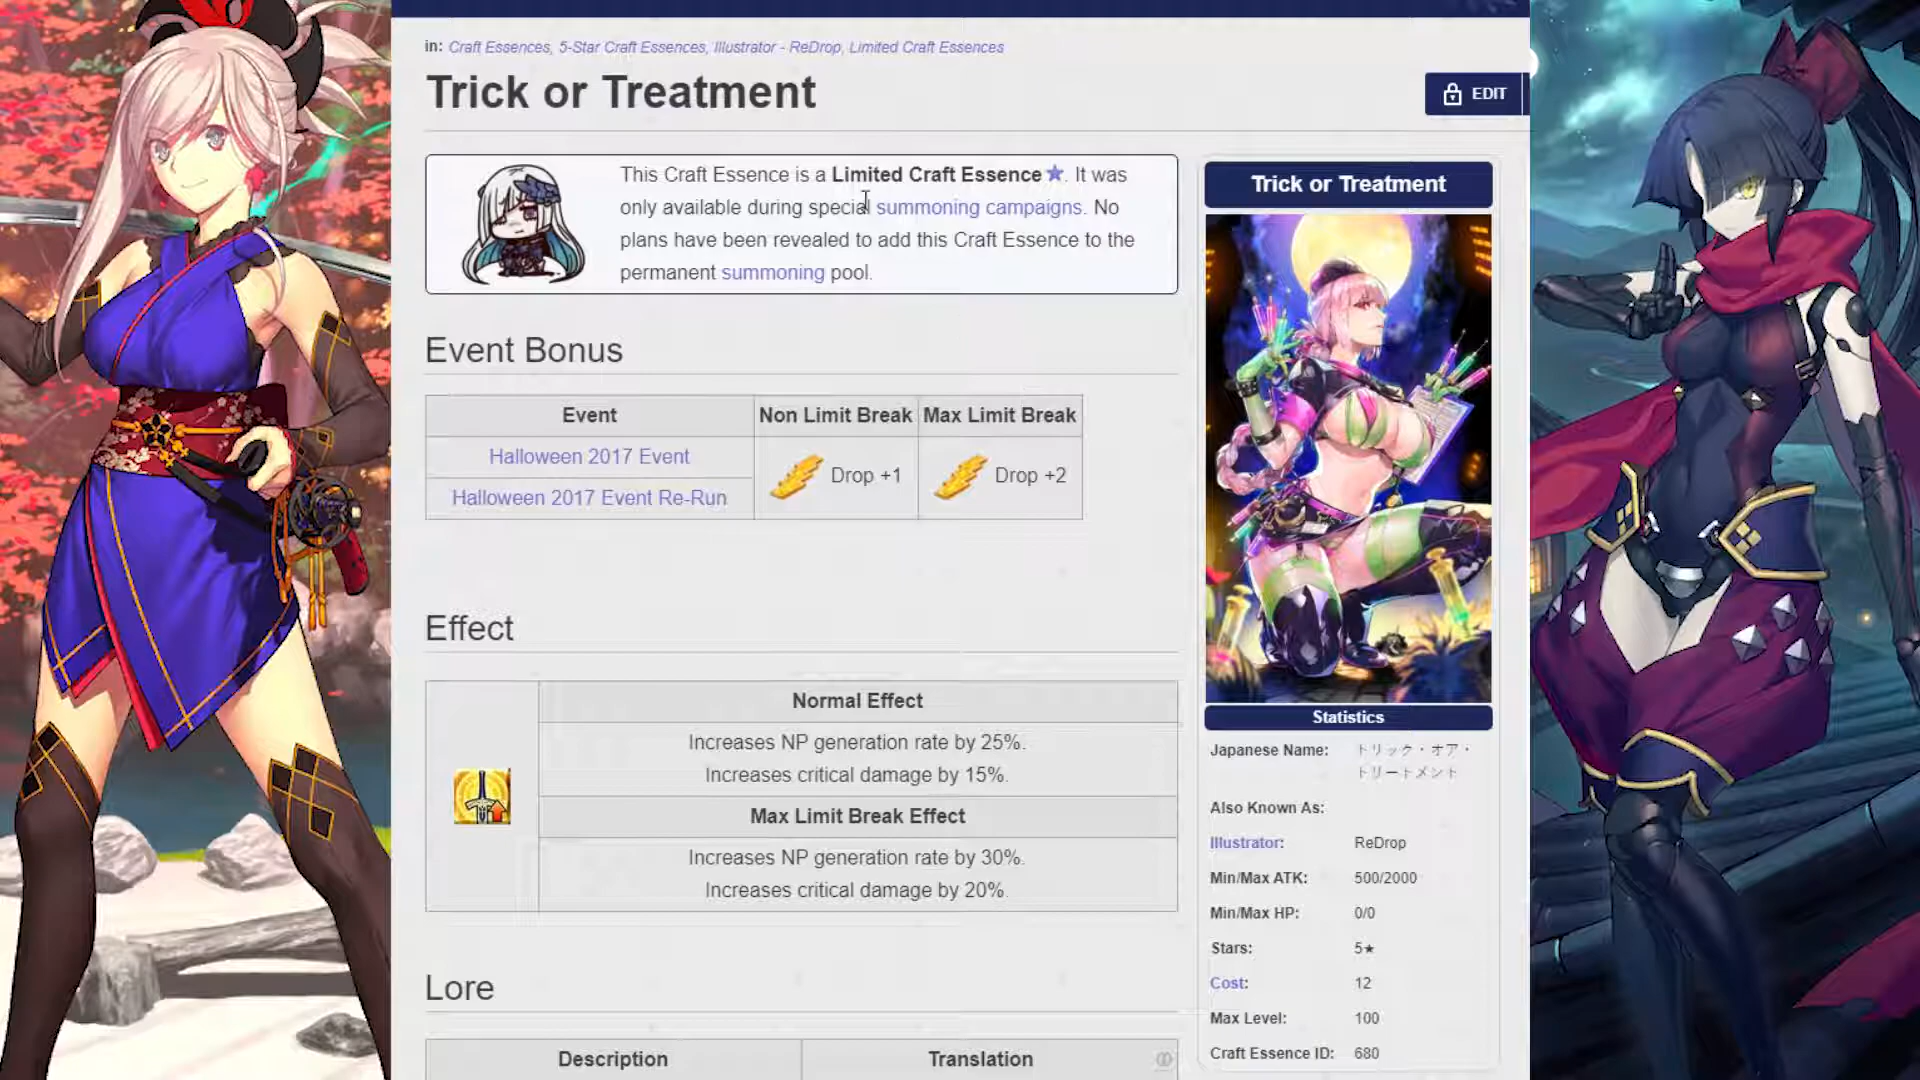 in: Craft Essences, 5-Star Craft Essences, Illustrator - ReDrop, Limited Craft Essences
Trick or Treatment
EDIT
This Craft Essence is a Limited Craft Essence★. It was
only available during special summoning campaigns. No
plans have been revealed to add this Craft Essence to the
permanent summoning pool.
Event Bonus
Event Non Limit Break Max Limit Break
Halloween 2017 Event
Halloween 2017 Event Re-Run
Drop +1 Drop +2
Effect
Normal Effect
Increases NP generation rate by 25%.
Increases critical damage by 15%.
Max Limit Break Effect
Increases NP generation rate by 30%.
Increases critical damage by 20%.
Lore
Description Translation
Trick or Treatment
Statistics
Japanese Name: トリック・オア・
トリートメント
Also Known As:
Illustrator: ReDrop
Min/Max ATK: 500/2000
Min/Max HP: 0/0
Stars: 5★
Cost: 12
Max Level: 100
Craft Essence ID: 680